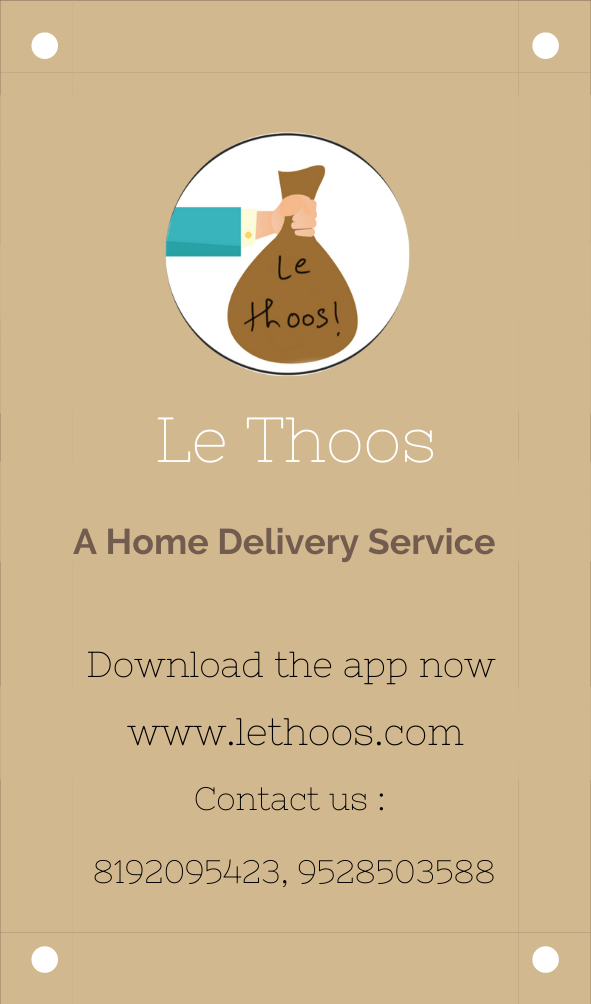 Le
thoos!
Le Thoos
A Home Delivery Service
Download the app now
www.lethoos.com
Contact us :
8192095423, 9528503588